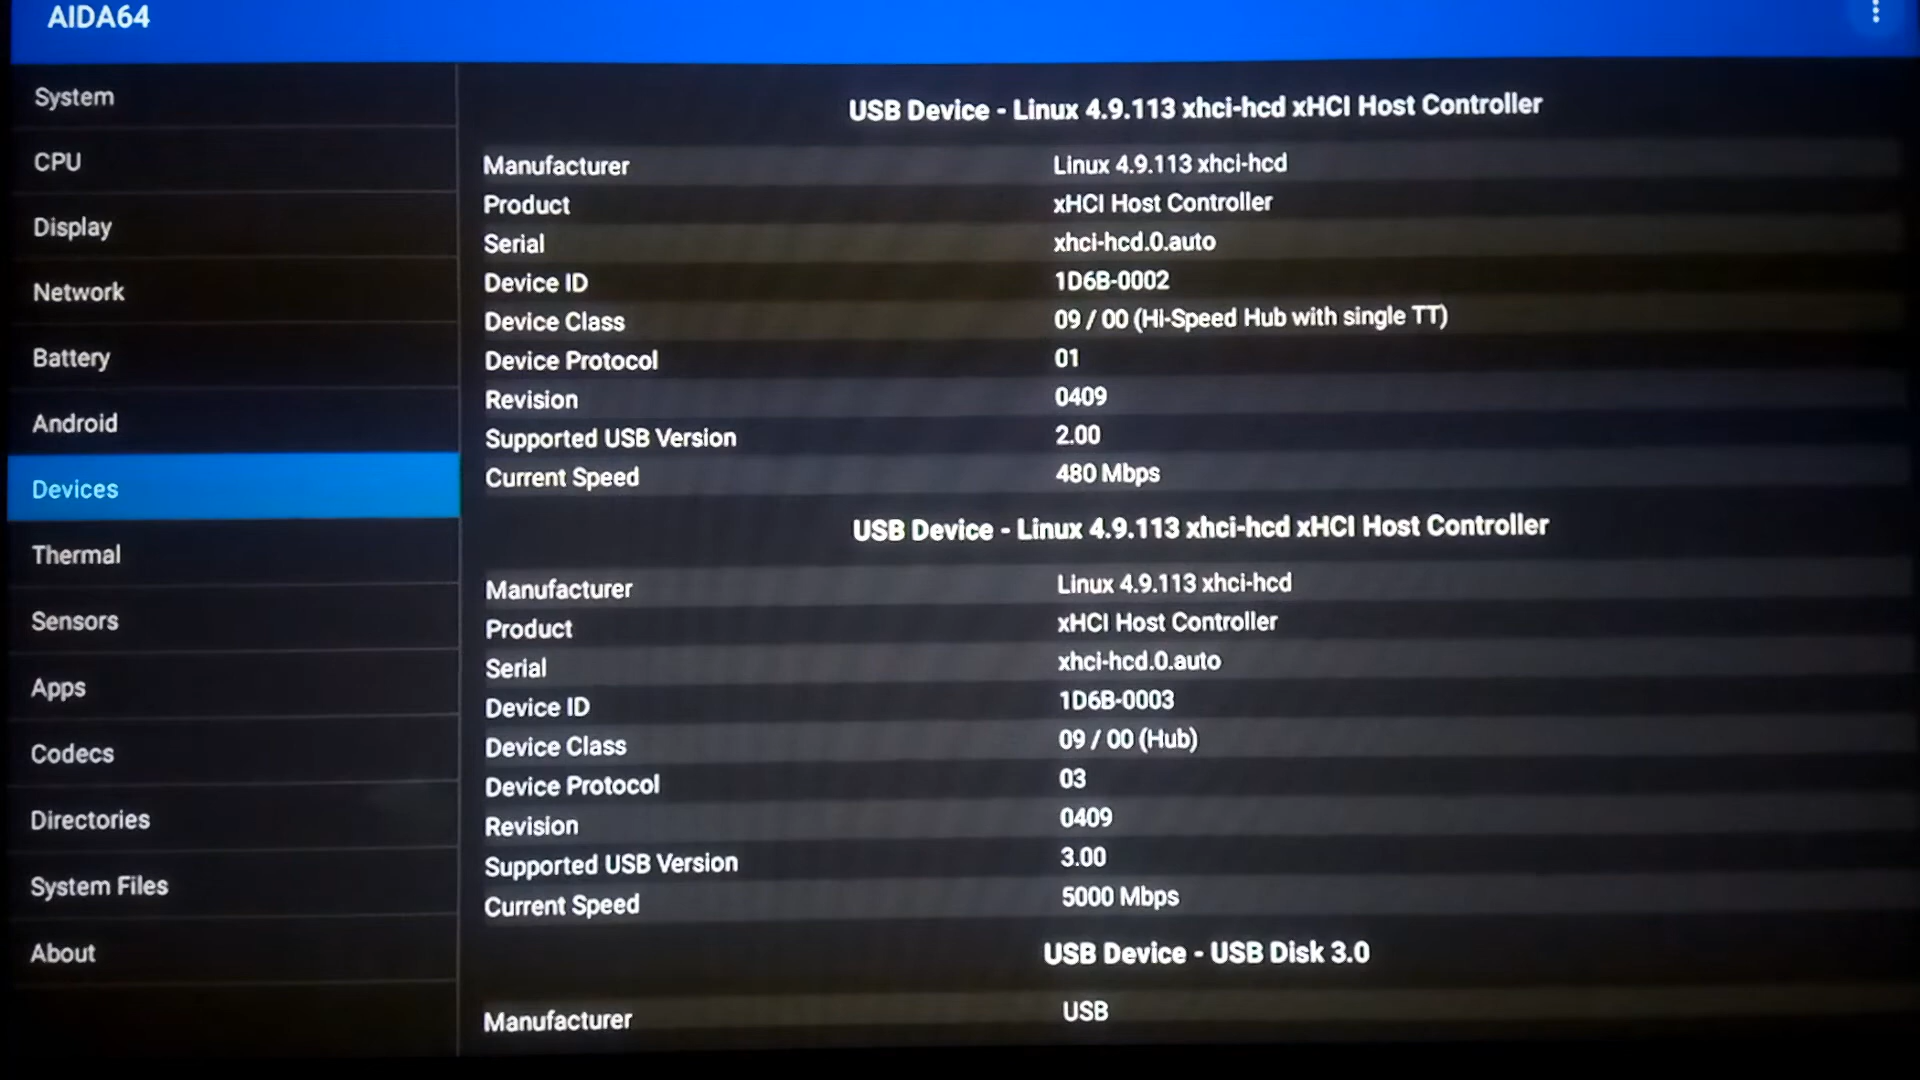 AIDA64
System
CPU
Display
Network
Battery
Android
Devices
Thermal
Sensors
Apps
Codecs
Directories
System Files
About
USB Device - Linux 4.9.113 xhci-hcd xHCI Host Controller
Manufacturer Linux 4.9.113 xhci-hcd
Product xHCI Host Controller
Serial xhci-hcd.0.auto
Device ID 1D6B-0002
Device Class 09 / 00 (Hi-Speed Hub with single TT)
Device Protocol 01
Revision 0409
Supported USB Version 2.00
Current Speed 480 Mbps
USB Device - Linux 4.9.113 xhci-hcd xHCI Host Controller
Manufacturer Linux 4.9.113 xhci-hcd
Product xHCI Host Controller
Serial xhci-hcd.0.auto
Device ID 1D6B-0003
Device Class 09 / 00 (Hub)
Device Protocol 03
Revision 0409
Supported USB Version 3.00
Current Speed 5000 Mbps
USB Device - USB Disk 3.0
Manufacturer USB